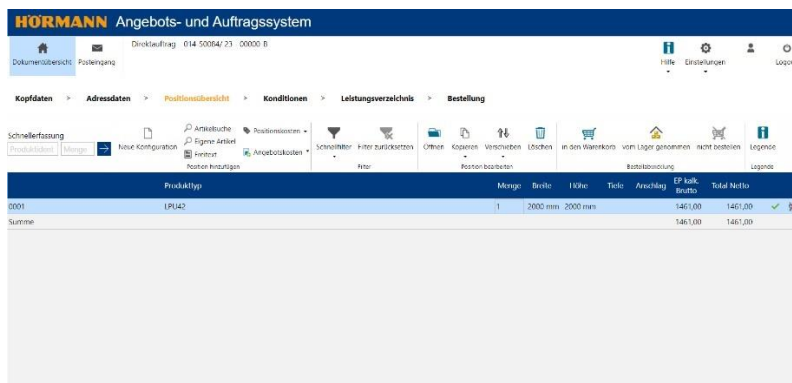 HÖRMANN Angebots- und Auftragssystem
Dokumentübersicht Posteingang
Direktauftrag 014 50084/ 23 00000 B
Hilfe Einstellungen
Kopfdaten > Adressdaten > Positionsübersicht > Konditionen > Leistungsverzeichnis > Bestellung
Schnellerfassung
Produktident Menge
Neue Konfiguration
Artikelsuche
Eigene Artikel
Freitext
Positionskosten
Angebotskosten
Position hinzufügen
Schnellfilter Filter zurücksetzen
Filter
Öffnen Kopieren Verschieben Löschen
Position bearbeiten
in den Warenkorb vom Lager genommen nicht bestellen
Bestellabwicklung
Legende
Legende
Produkttyp Menge Breite Höhe Tiefe Anschlag EP kalk. Brutto Total Netto
0001 LPU42 1 2000 mm 2000 mm 1461,00 1461,00
Summe 1461,00 1461,00